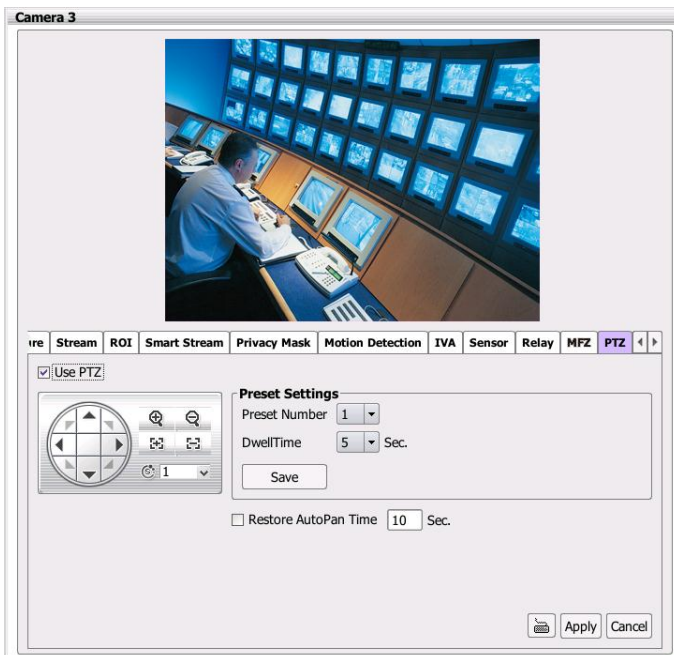 Camera 3
re Stream ROI Smart Stream Privacy Mask Motion Detection IVA Sensor Relay MFZ PTZ
Use PTZ
Preset Settings
Preset Number 1
DwellTime 5 Sec.
1
Save
Restore AutoPan Time 10 Sec.
Apply Cancel